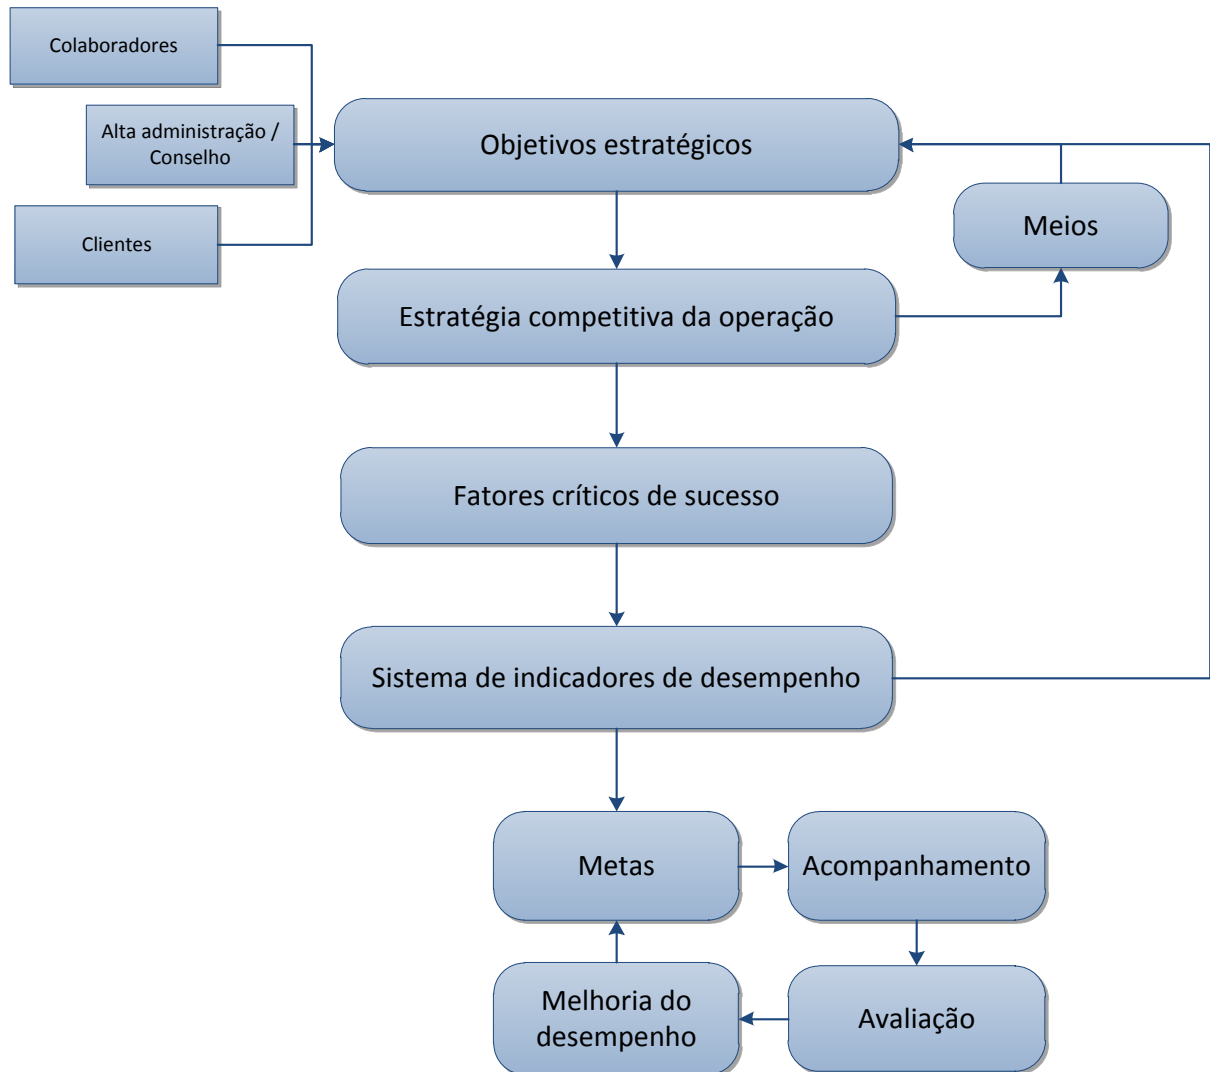 Colaboradores
Alta administração /
Conselho
Clientes
Objetivos estratégicos
Meios
Estratégia competitiva da operação
Fatores críticos de sucesso
Sistema de indicadores de desempenho
Metas
Acompanhamento
Melhoria do
desempenho
Avaliação